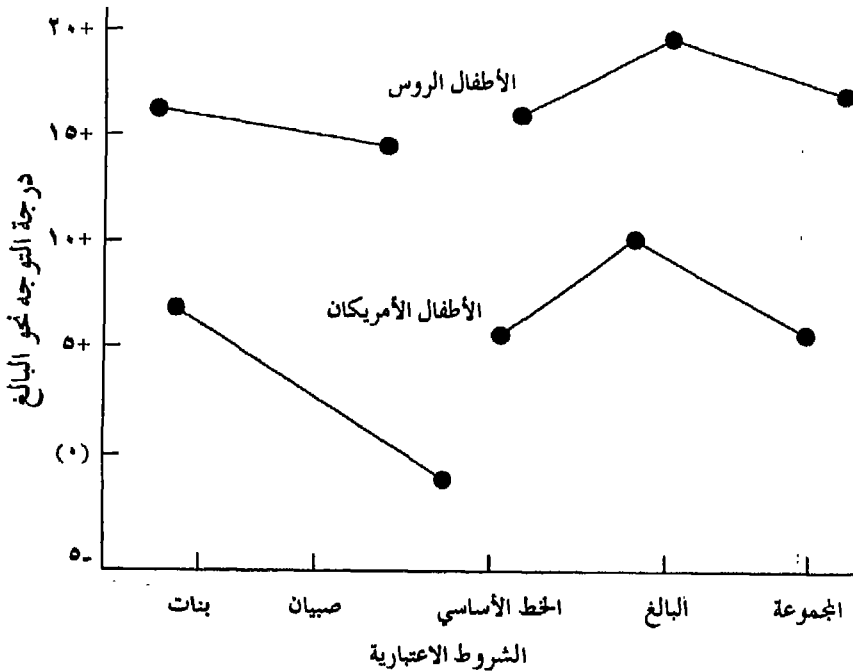 ٢٠+
١٥+
١٠+
٥+
(٠)
٥-
درجة التوجه نحو البالغ
الأطفال الروس
الأطفال الأمريكان
بنات صبيان الخط الأساسي البالغ المجموعة
الشروط الاعتبارية